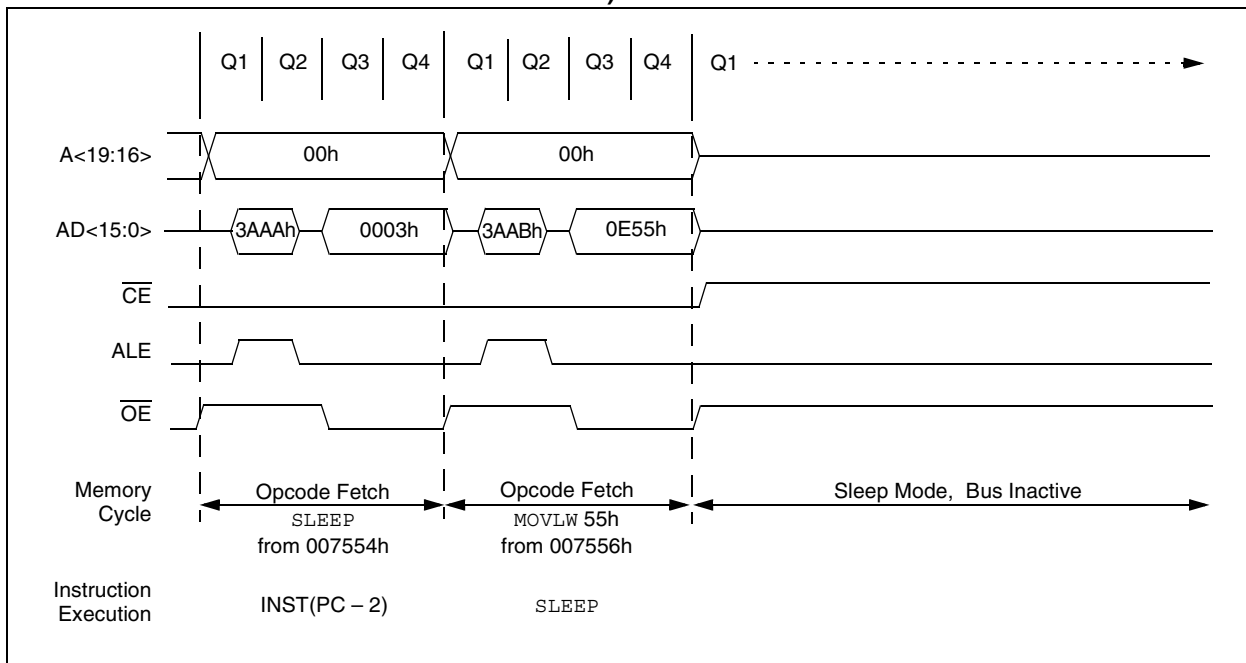 )
Q1 Q2 Q3 Q4 Q1 Q2 Q3 Q4 Q1
A<19:16> 00h 00h
AD<15:0> 3AAAh 0003h 3AABh 0E55h
CE
ALE
OE
Memory Cycle
Opcode Fetch
SLEEP
from 007554h
Opcode Fetch
MOVLW 55h
from 007556h
Sleep Mode, Bus Inactive
Instruction Execution
INST(PC – 2)
SLEEP